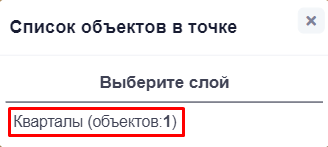 Список объектов в точке
×
Выберите слой
Кварталы (объектов:1)